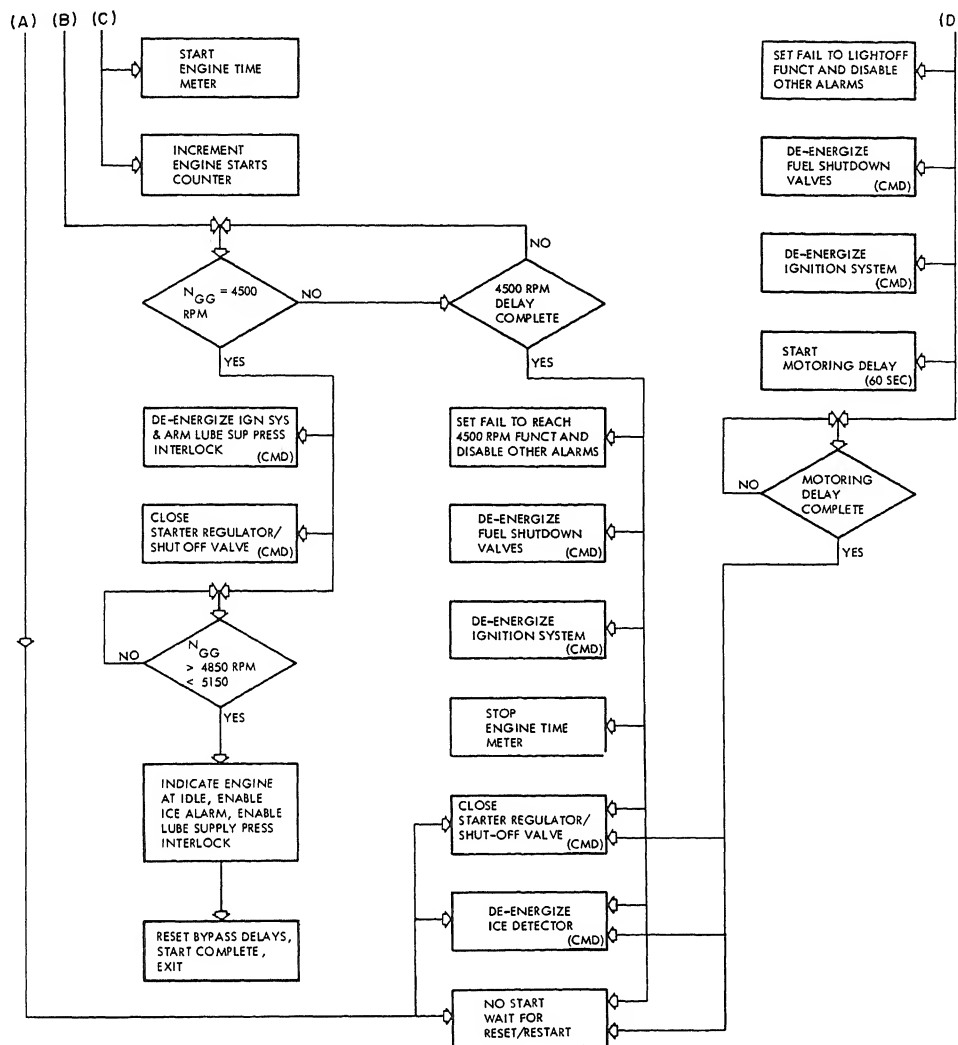 (A) (B) (C) (D
START
ENGINE TIME
METER
INCREMENT
ENGINE STARTS
COUNTER
NGG = 4500
RPM
NO
YES
4500 RPM
DELAY
COMPLETE
NO
YES
DE-ENERGIZE IGN SYS
& ARM LUBE SUP PRESS
INTERLOCK (CMD)
CLOSE
STARTER REGULATOR/
SHUT OFF VALVE (CMD)
NGG
> 4850 RPM
< 5150
NO
YES
INDICATE ENGINE
AT IDLE, ENABLE
ICE ALARM, ENABLE
LUBE SUPPLY PRESS
INTERLOCK
RESET BYPASS DELAYS,
START COMPLETE,
EXIT
SET FAIL TO REACH
4500 RPM FUNCT AND
DISABLE OTHER ALARMS
DE-ENERGIZE
FUEL SHUTDOWN
VALVES (CMD)
DE-ENERGIZE
IGNITION SYSTEM
(CMD)
STOP
ENGINE TIME
METER
CLOSE
STARTER REGULATOR/
SHUT-OFF VALVE
(CMD)
DE-ENERGIZE
ICE DETECTOR
(CMD)
NO START
WAIT FOR
RESET/RESTART
SET FAIL TO LIGHTOFF
FUNCT AND DISABLE
OTHER ALARMS
DE-ENERGIZE
FUEL SHUTDOWN
VALVES (CMD)
DE-ENERGIZE
IGNITION SYSTEM
(CMD)
START
MOTORING DELAY
(60 SEC)
MOTORING
DELAY
COMPLETE
NO
YES